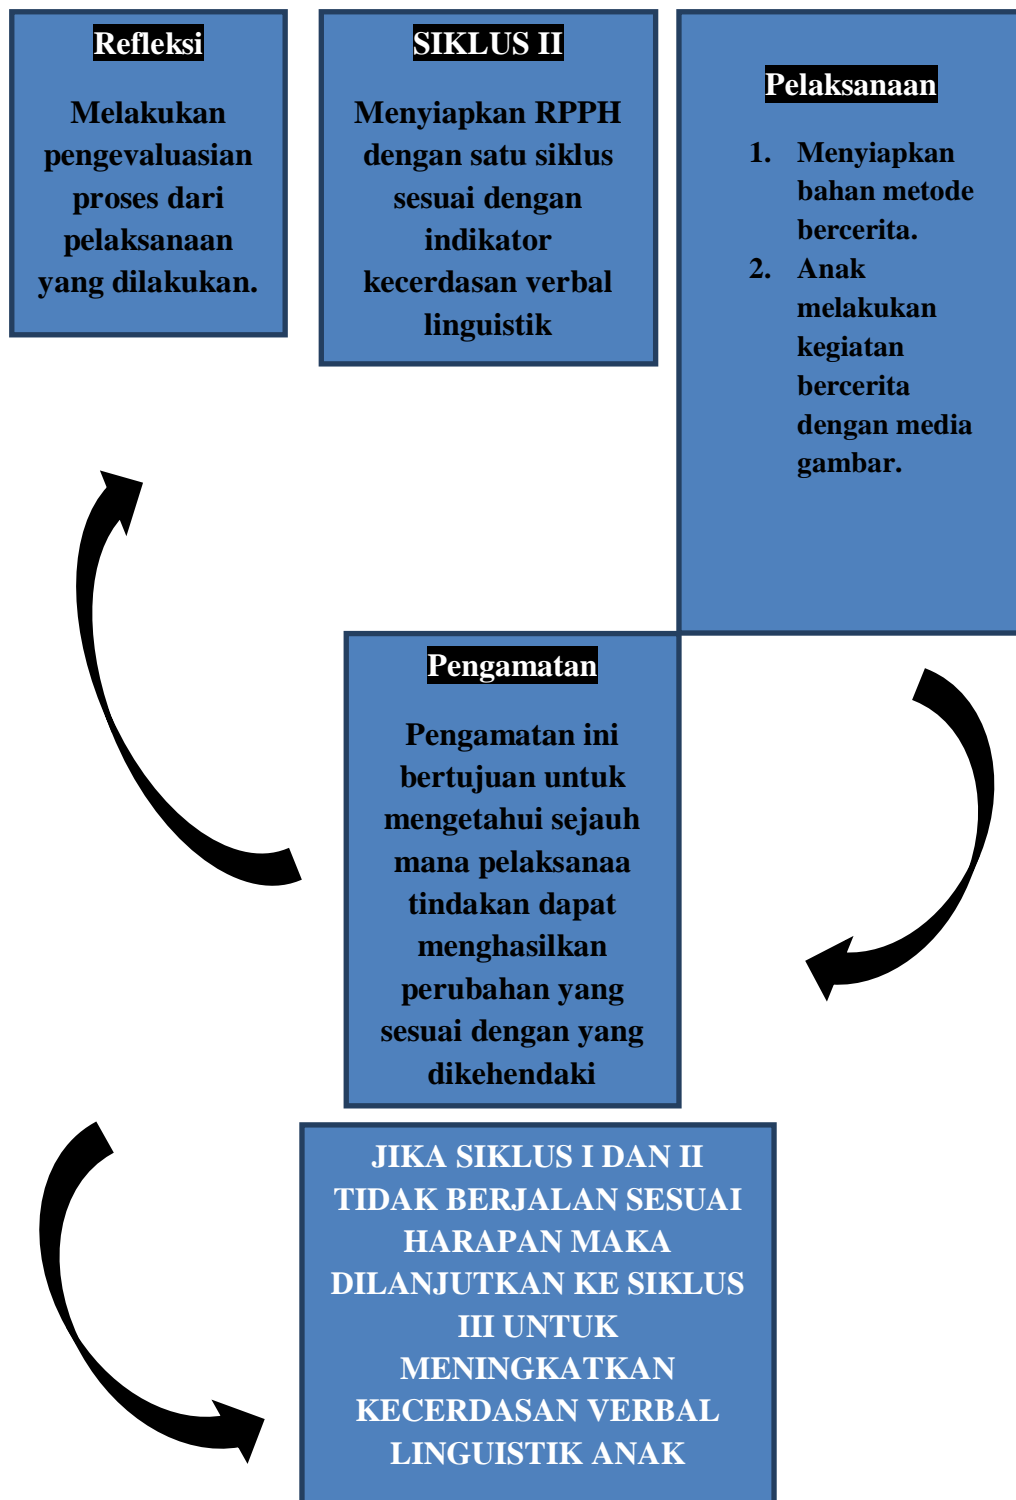 Refleksi
Melakukan
pengevaluasian
proses dari
pelaksanaan
yang dilakukan.
SIKLUS II
Menyiapkan RPPH
dengan satu siklus
sesuai dengan
indikator
kecerdasan verbal
linguistik
Pelaksanaan
1. Menyiapkan
bahan metode
bercerita.
2. Anak
melakukan
kegiatan
bercerita
dengan media
gambar.
Pengamatan
Pengamatan ini
bertujuan untuk
mengetahui sejauh
mana pelaksanaa
tindakan dapat
menghasilkan
perubahan yang
sesuai dengan yang
dikehendaki
JIKA SIKLUS I DAN II
TIDAK BERJALAN SESUAI
HARAPAN MAKA
DILANJUTKAN KE SIKLUS
III UNTUK
MENINGKATKAN
KECERDASAN VERBAL
LINGUISTIK ANAK